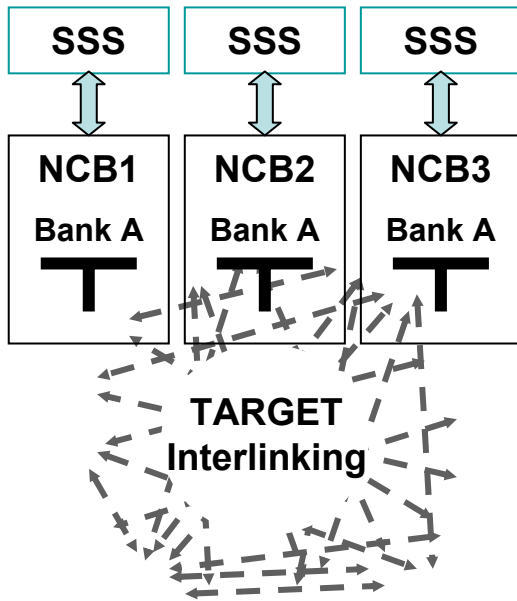 SSS SSS SSS
NCB1 NCB2 NCB3
Bank A Bank A Bank A
TARGET
Interlinking